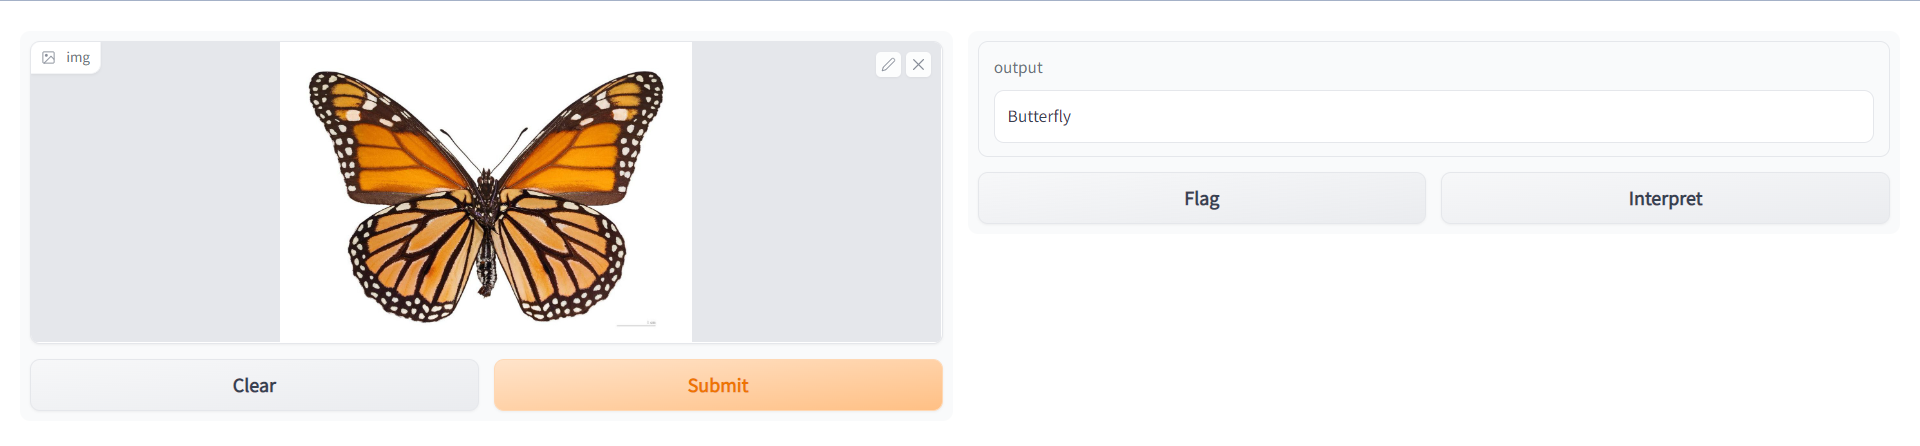 img
output
Butterfly
Flag
Interpret
Clear
Submit